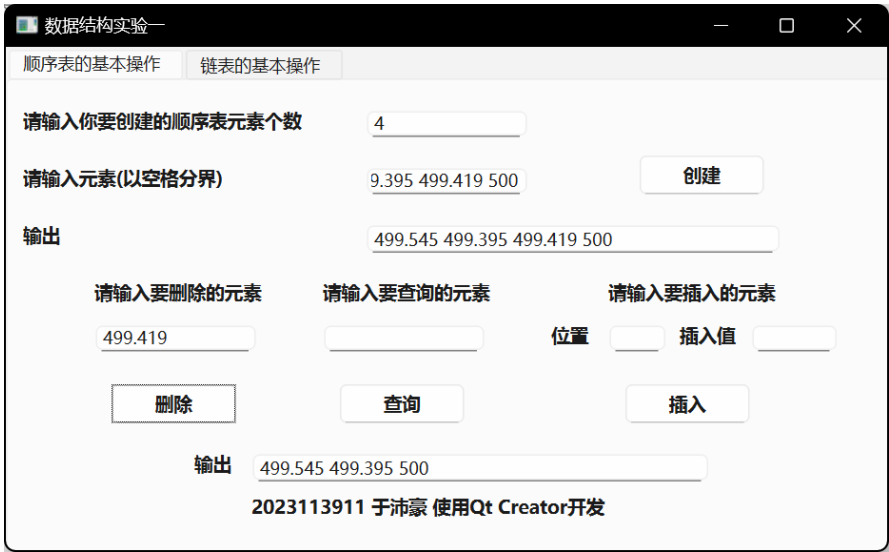 数据结构实验一
顺序表的基本操作 链表的基本操作
请输入你要创建的顺序表元素个数 4
请输入元素(以空格分界) 9.395 499.419 500 创建
输出 499.545 499.395 499.419 500
请输入要删除的元素 请输入要查询的元素 请输入要插入的元素
499.419 位置 插入值
删除 查询 插入
输出 499.545 499.395 500
2023113911 于沛豪 使用Qt Creator开发